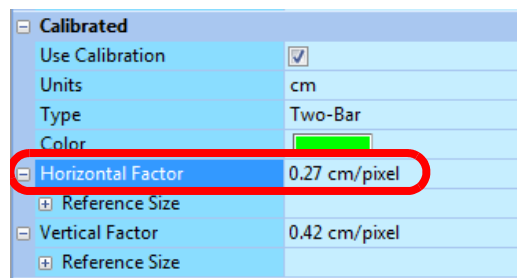 Calibrated
Use Calibration
Units cm
Type Two-Bar
Color
Horizontal Factor 0.27 cm/pixel
Reference Size
Vertical Factor 0.42 cm/pixel
Reference Size